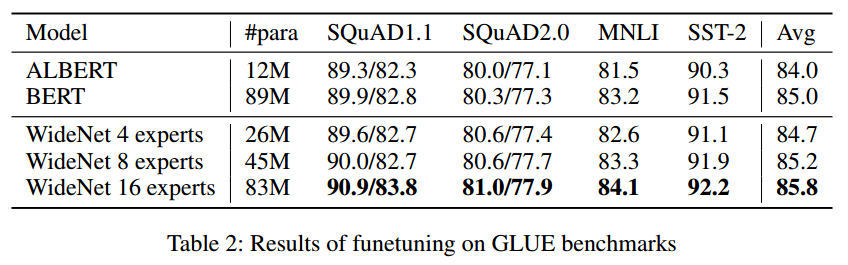 Model #para SQuAD1.1 SQuAD2.0 MNLI SST-2 Avg
ALBERT 12M 89.3/82.3 80.0/77.1 81.5 90.3 84.0
BERT 89M 89.9/82.8 80.3/77.3 83.2 91.5 85.0
WideNet 4 experts 26M 89.6/82.7 80.6/77.4 82.6 91.1 84.7
WideNet 8 experts 45M 90.0/82.7 80.6/77.7 83.3 91.9 85.2
WideNet 16 experts 83M 90.9/83.8 81.0/77.9 84.1 92.2 85.8
Table 2: Results of funetuning on GLUE benchmarks